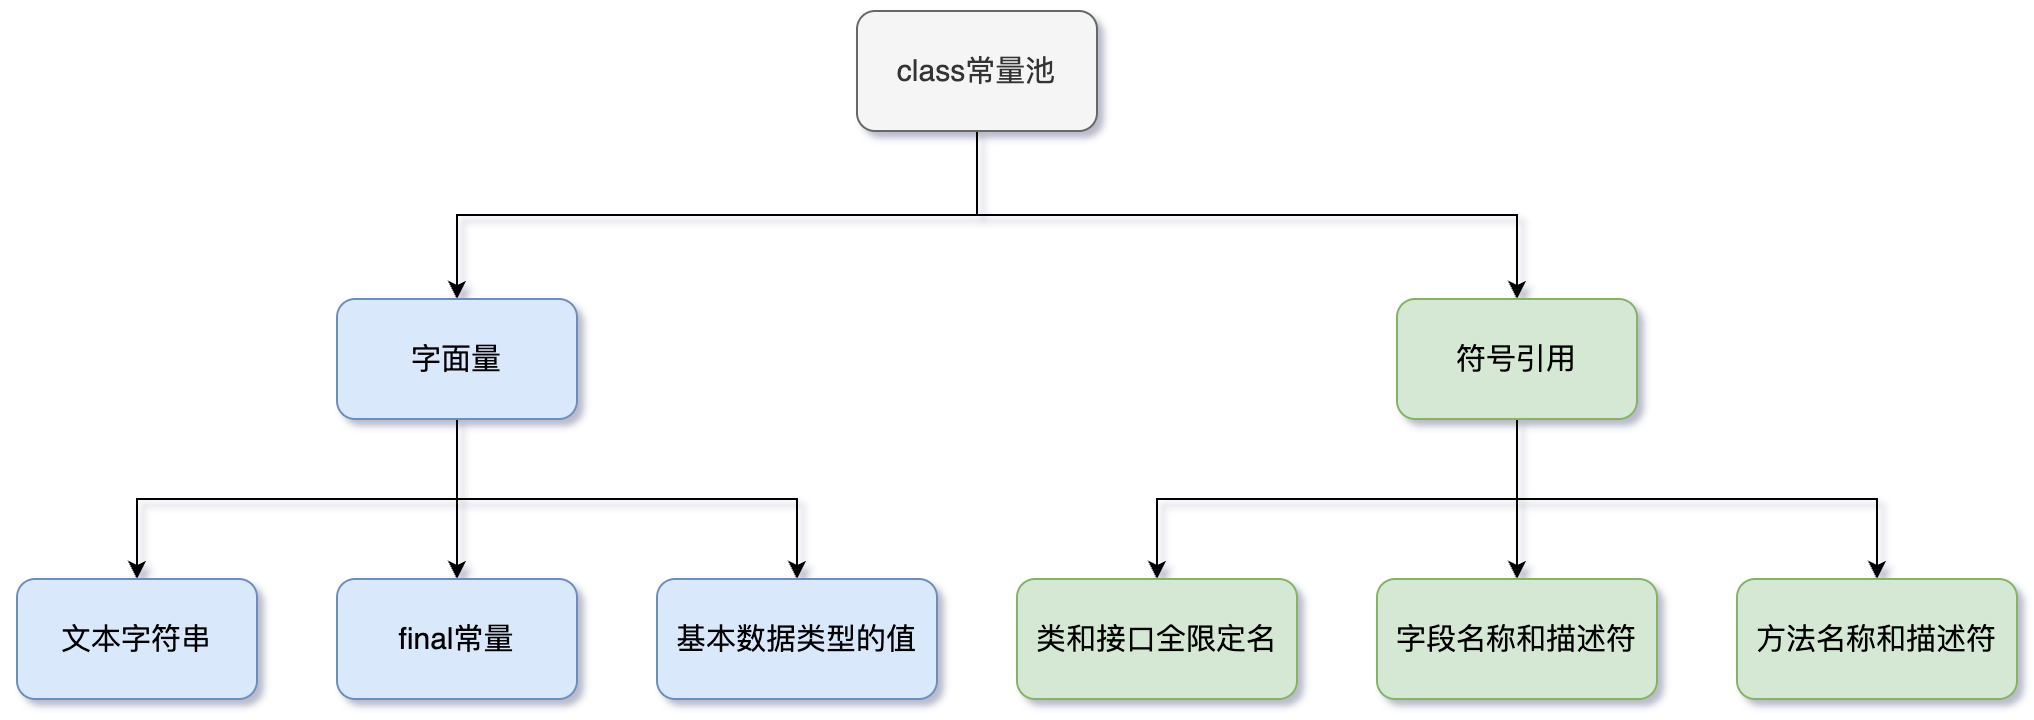 class常量池
字面量
符号引用
文本字符串
final常量
基本数据类型的值
类和接口全限定名
字段名称和描述符
方法名称和描述符